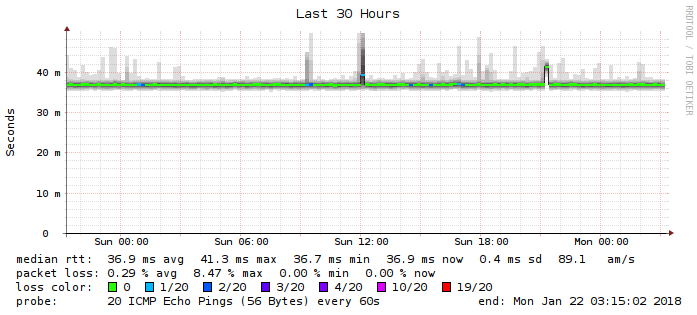 Last 30 Hours
RRDTOOL / TOBI OETIKER
Seconds
40 m
30 m
20 m
10 m
0
Sun 00:00 Sun 06:00 Sun 12:00 Sun 18:00 Mon 00:00
median rtt: 36.9 ms avg 41.3 ms max 36.7 ms min 36.9 ms now 0.4 ms sd 89.1 am/s
packet loss: 0.29 % avg 8.47 % max 0.00 % min 0.00 % now
loss color: 0 1/20 2/20 3/20 4/20 10/20 19/20
probe: 20 ICMP Echo Pings (56 Bytes) every 60s end: Mon Jan 22 03:15:02 2018